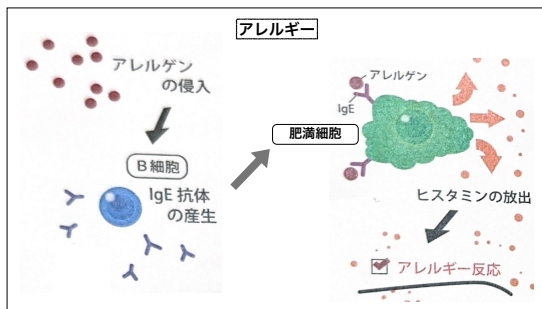 アレルギー
アレルゲン
の侵入
B細胞
IgE 抗体
の産生
アレルゲン
IgE
肥満細胞
ヒスタミンの放出
アレルギー反応